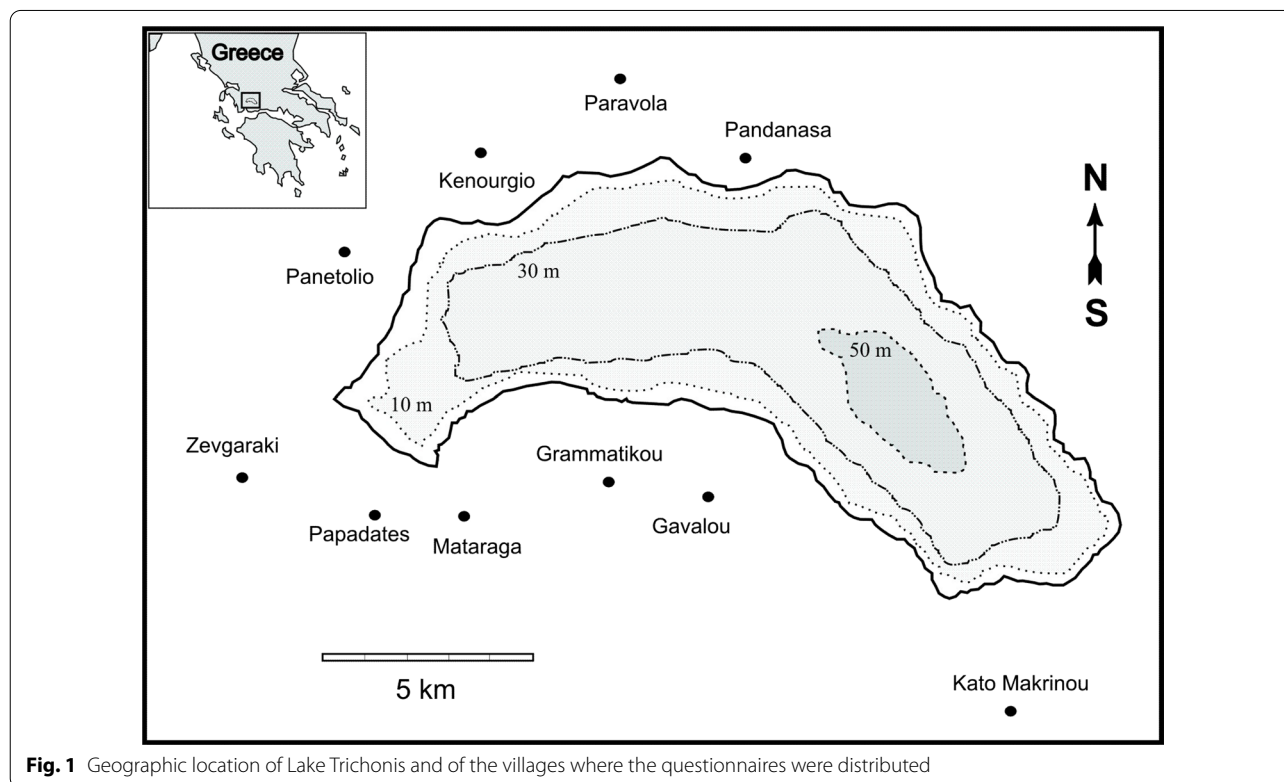 Greece
Paravola
Pandanasa
Kenourgio
N
S
Panetolio
30 m
50 m
10 m
Zevgaraki
Grammatikou
Gavalou
Papadates
Mataraga
5 km
Kato Makrinou
Fig. 1 Geographic location of Lake Trichonis and of the villages where the questionnaires were distributed